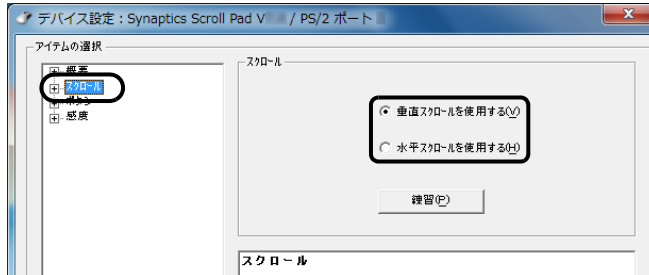 デバイス設定：Synaptics Scroll Pad V / PS/2 ポート
アイテムの選択
概要
スクロール
ボタン
感度
スクロール
垂直スクロールを使用する(V)
水平スクロールを使用する(H)
練習(P)
スクロール